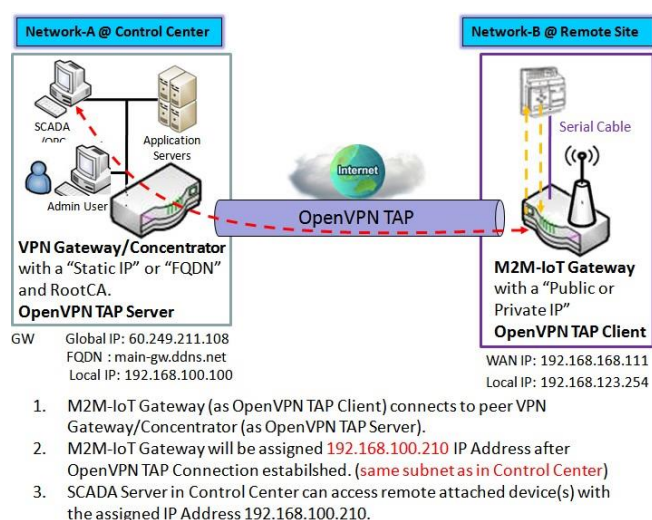 Network-A @ Control Center
Network-B @ Remote Site
SCADA
Application
Servers
Admin User
Serial Cable
Internet
OpenVPN TAP
VPN Gateway/Concentrator
with a “Static IP” or “FQDN”
and RootCA.
OpenVPN TAP Server
M2M-IoT Gateway
with a “Public or
Private IP”
OpenVPN TAP Client
GW Global IP: 60.249.211.108
FQDN : main-gw.ddns.net
Local IP: 192.168.100.100
WAN IP: 192.168.168.111
Local IP: 192.168.123.254
1. M2M-IoT Gateway (as OpenVPN TAP Client) connects to peer VPN
Gateway/Concentrator (as OpenVPN TAP Server).
2. M2M-IoT Gateway will be assigned 192.168.100.210 IP Address after
OpenVPN TAP Connection estabilshed. (same subnet as in Control Center)
3. SCADA Server in Control Center can access remote attached device(s) with
the assigned IP Address 192.168.100.210.